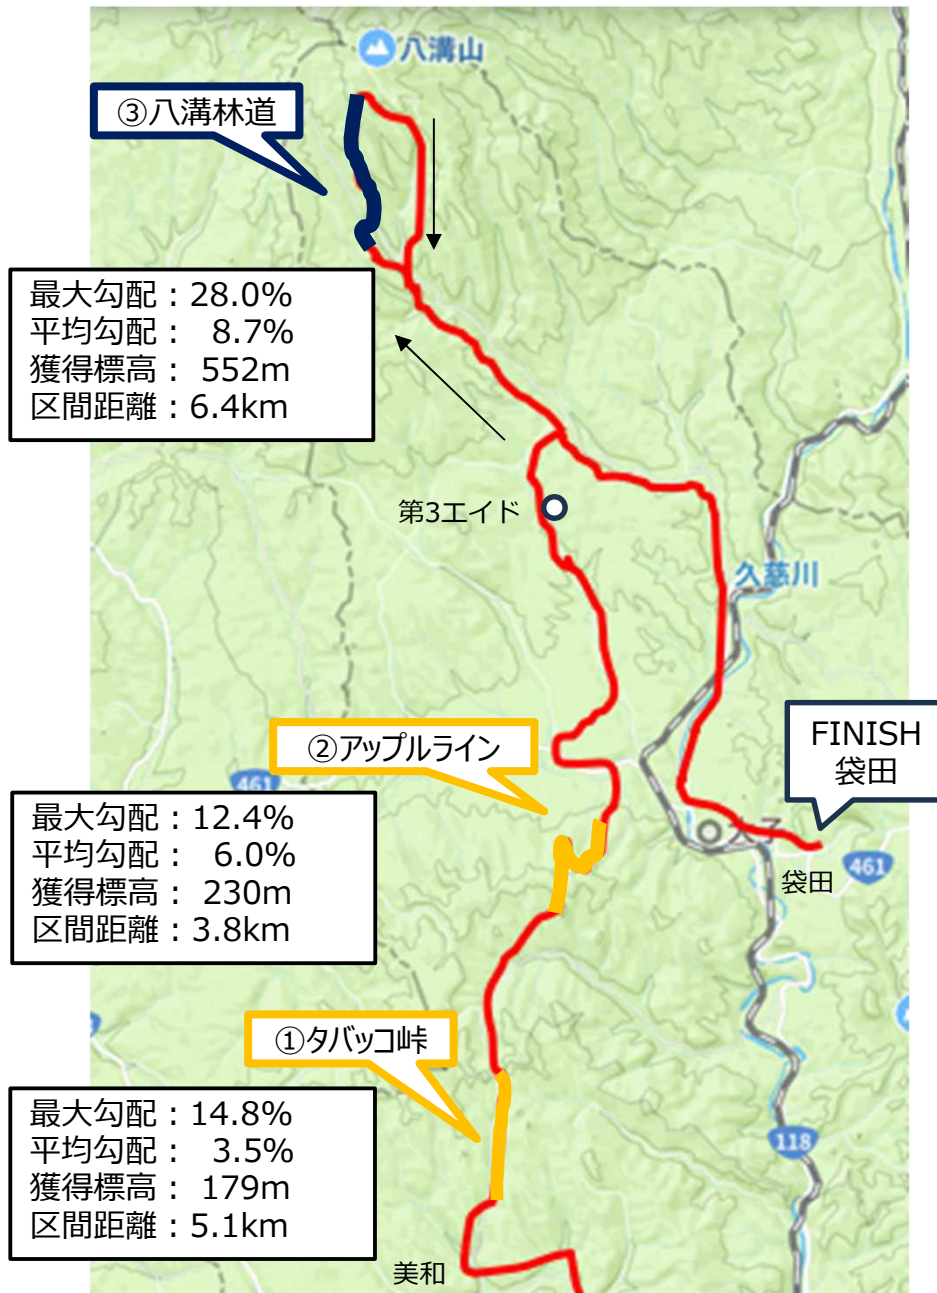 八溝山
③八溝林道
最大勾配：28.0%
平均勾配： 8.7%
獲得標高： 552m
区間距離：6.4km
第3エイド
久慈川
②アップルライン
FINISH
袋田
461
最大勾配：12.4%
平均勾配： 6.0%
獲得標高： 230m
区間距離：3.8km
大子
461
袋田
①タバッコ峠
最大勾配：14.8%
平均勾配： 3.5%
獲得標高： 179m
区間距離：5.1km
118
美和